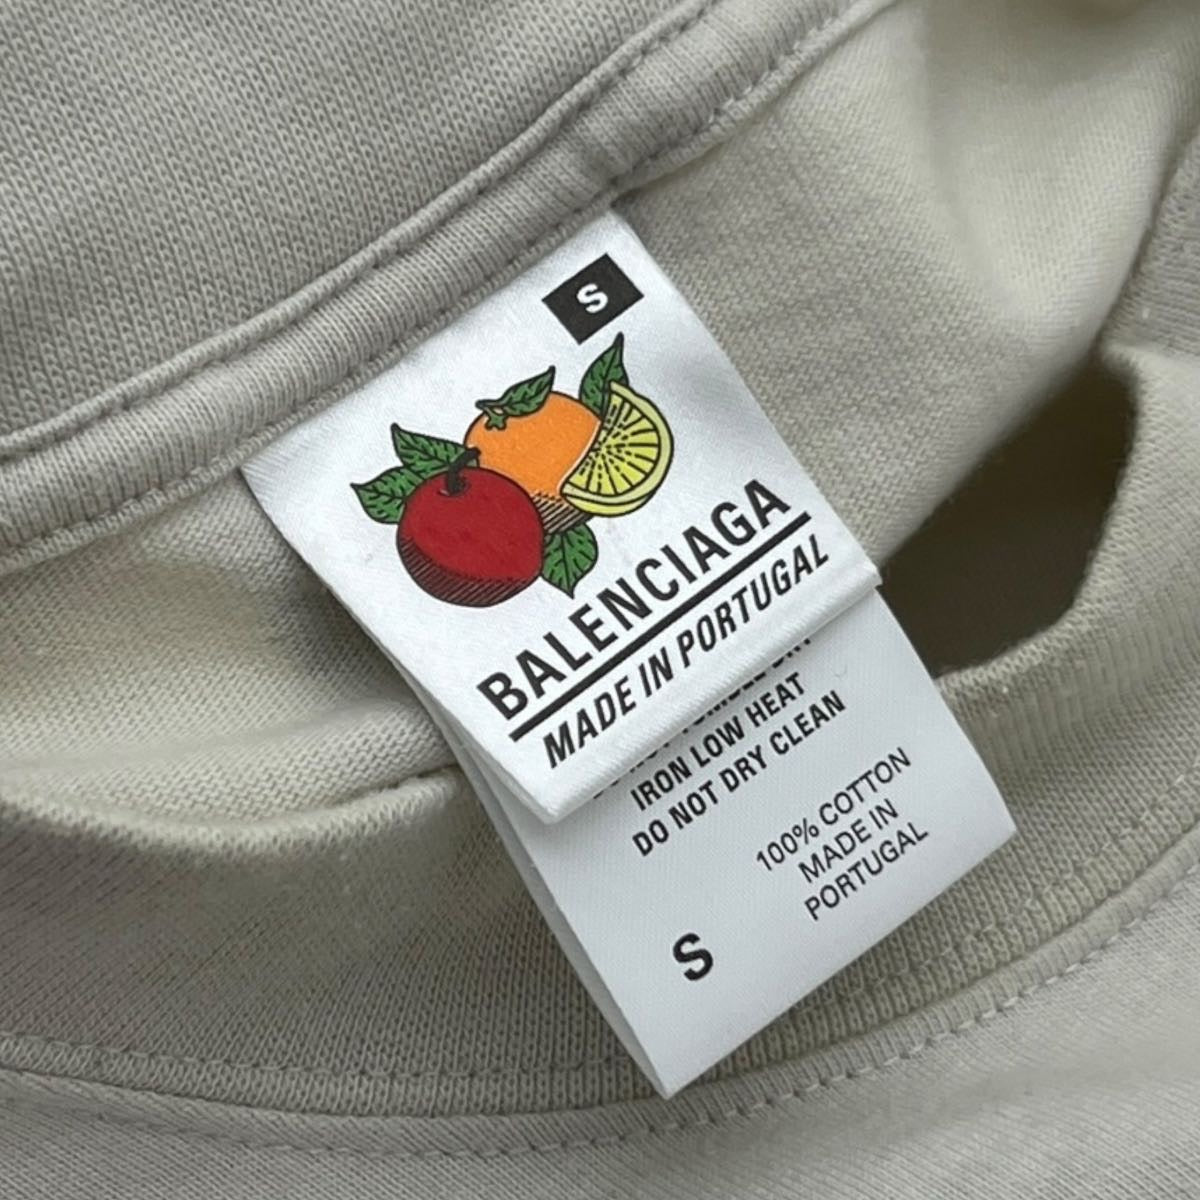 S
BALENCIAGA
MADE IN PORTUGAL
IRON LOW HEAT
DO NOT DRY CLEAN
100% COTTON
MADE IN
PORTUGAL
S